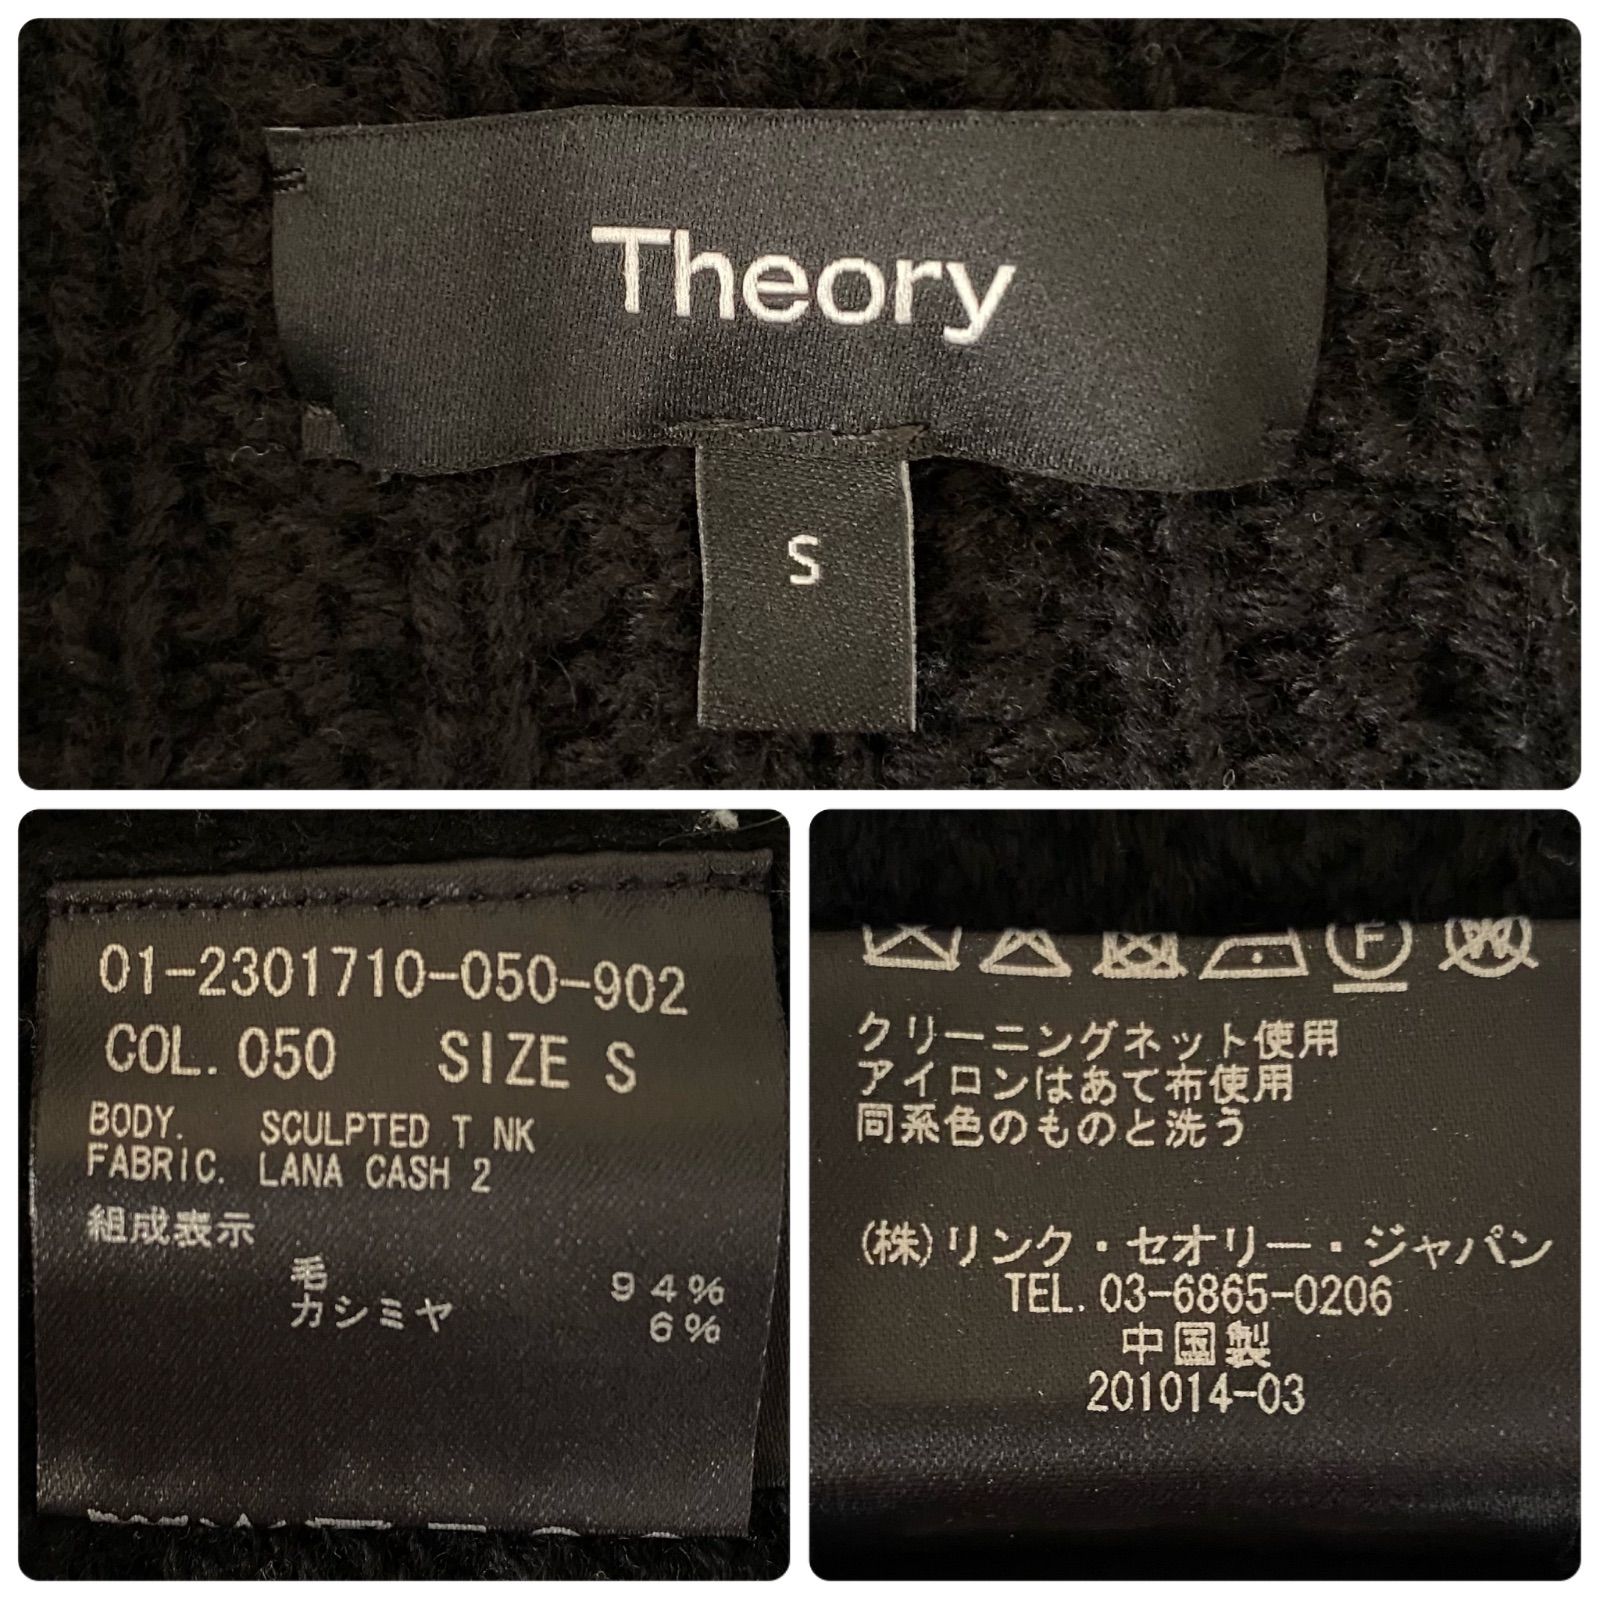 Theory
S
01-2301710-050-902
COL. 050 SIZE S
BODY. SCULPTED T NK
FABRIC. LANA CASH 2
組成表示
毛 94%
カシミヤ 6%
F
W
クリーニングネット使用
アイロンはあて布使用
同系色のものと洗う
(株)リンク・セオリー・ジャパン
TEL. 03-6865-0206
中国製
201014-03